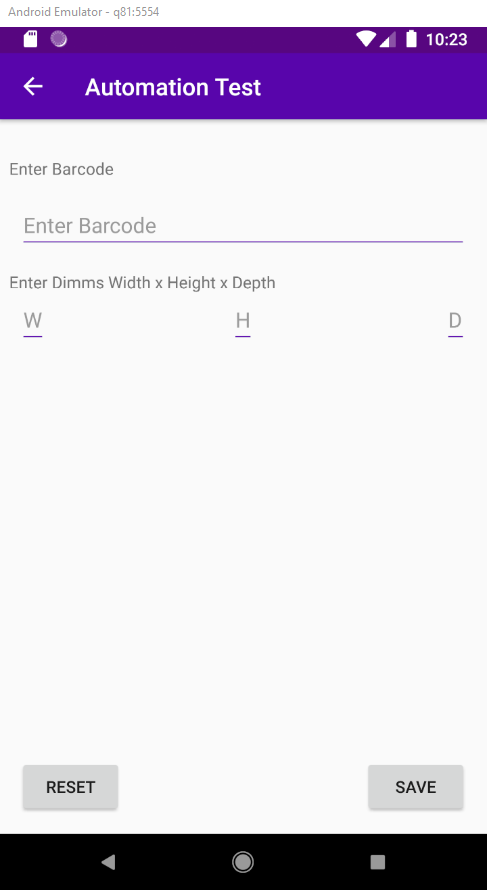 Android Emulator - q81:5554
10:23
Automation Test
Enter Barcode
Enter Barcode
Enter Dimms Width x Height x Depth
W H D
RESET SAVE